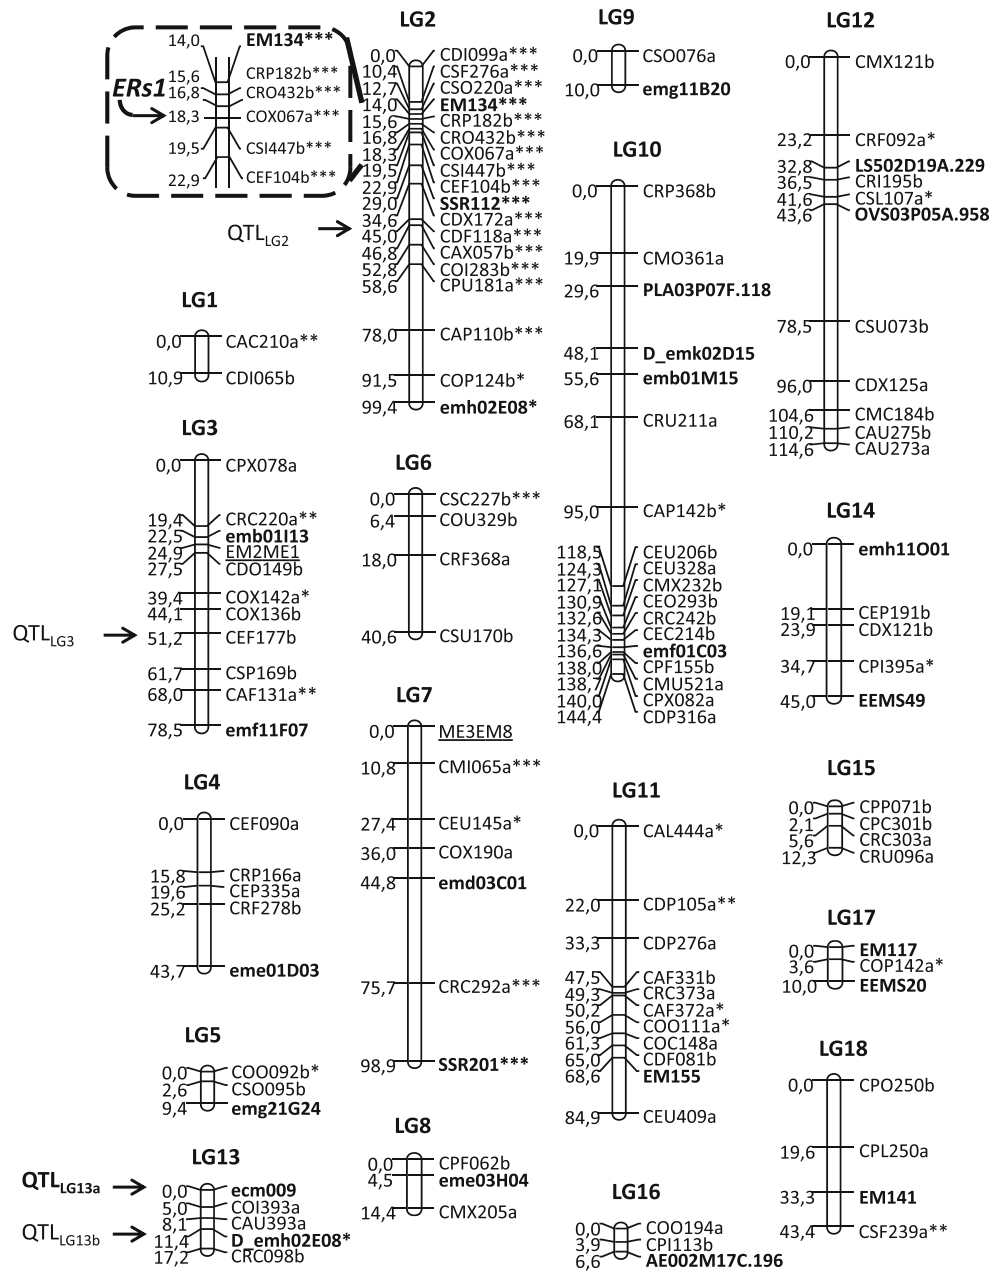 14,0 EM134***
15,6 CRP182b***
16,8 CRO432b***
ERs1
18,3 COX067a***
19,5 CSI447b***
22,9 CEF104b***
LG2
0,0 CDI099a***
10,4 CSF276a***
12,7 CSO220a***
14,0 EM134***
15,6 CRP182b***
16,8 CRO432b***
18,3 COX067a***
19,5 CSI447b***
22,9 CEF104b***
29,0 SSR112***
34,6 CDX172a***
QTL LG2
45,0 CDF118a***
46,8 CAX057b***
52,8 COI283b***
58,6 CPU181a***
78,0 CAP110b***
91,5 COP124b*
99,4 emh02E08*
LG1
0,0 CAC210a**
10,9 CDI065b
LG3
0,0 CPX078a
19,4 CRC220a**
22,5 emb01I13
24,9 EM2ME1
27,5 CDO149b
39,4 COX142a*
44,1 COX136b
QTL LG3
51,2 CEF177b
61,7 CSP169b
68,0 CAF131a**
78,5 emf11F07
LG4
0,0 CEF090a
15,8 CRP166a
19,6 CEP335a
25,2 CRF278b
43,7 eme01D03
LG5
0,0 COO092b*
2,6 CSO095b
9,4 emg21G24
LG13
QTL LG13a
0,0 ecm009
5,0 COI393a
8,1 CAU393a
QTL LG13b
11,4 D_emh02E08*
17,2 CRC098b
LG6
0,0 CSC227b***
6,4 COU329b
18,0 CRF368a
40,6 CSU170b
LG7
0,0 ME3EM8
10,8 CMI065a***
27,4 CEU145a*
36,0 COX190a
44,8 emd03C01
75,7 CRC292a***
98,9 SSR201***
LG8
0,0 CPF062b
4,5 eme03H04
14,4 CMX205a
LG9
0,0 CSO076a
10,0 emg11B20
LG10
0,0 CRP368b
19,9 CMO361a
29,6 PLA03P07F.118
48,1 D_emk02D15
55,6 emb01M15
68,1 CRU211a
95,0 CAP142b*
118,5 CEU206b
124,3 CEU328a
127,1 CMX232b
130,9 CEO293b
132,6 CRC242b
134,3 CEC214b
136,6 emf01C03
138,0 CPF155b
138, CMU521a
140,0 CPX082a
144,4 CDP316a
LG11
0,0 CAL444a*
22,0 CDP105a**
33,3 CDP276a
47,5 CAF331b
49,3 CRC373a
50,2 CAF372a*
56,0 COO111a*
61,3 COC148a
65,0 CDF081b
68,6 EM155
84,9 CEU409a
LG16
0,0 COO194a
3,9 CPI113b
6,6 AE002M17C.196
LG12
0,0 CMX121b
23,2 CRF092a*
32,8 LS502D19A.229
36,5 CRI195b
41,6 CSL107a*
43,6 OVS03P05A.958
78,5 CSU073b
96,0 CDX125a
104,6 CMC184b
110,2 CAU275b
114,6 CAU273a
LG14
0,0 emh11O01
19,1 CEP191b
23,9 CDX121b
34,7 CPI395a*
45,0 EEMS49
LG15
0,0 CPP071b
2,1 CPC301b
5,6 CRC303a
12,3 CRU096a
LG17
0,0 EM117
3,6 COP142a*
10,0 EEMS20
LG18
0,0 CPO250b
19,6 CPL250a
33,3 EM141
43,4 CSF239a**